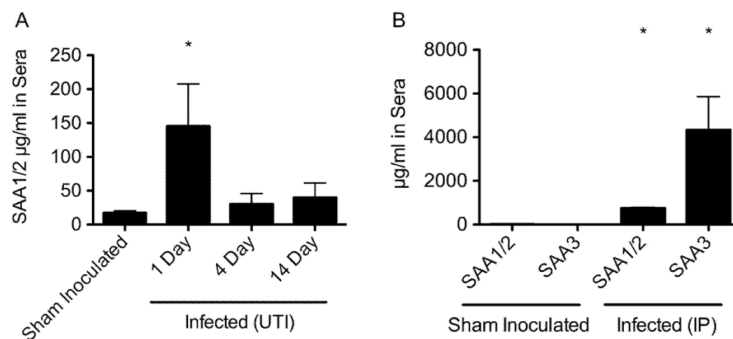 A
SAA1/2 µg/ml in Sera
250
200
150
100
50
0
*
Sham Inoculated
1 Day
4 Day
14 Day
Infected (UTI)
B
µg/ml in Sera
8000
6000
4000
2000
0
*
*
SAA1/2
SAA3
SAA1/2
SAA3
Sham Inoculated
Infected (IP)